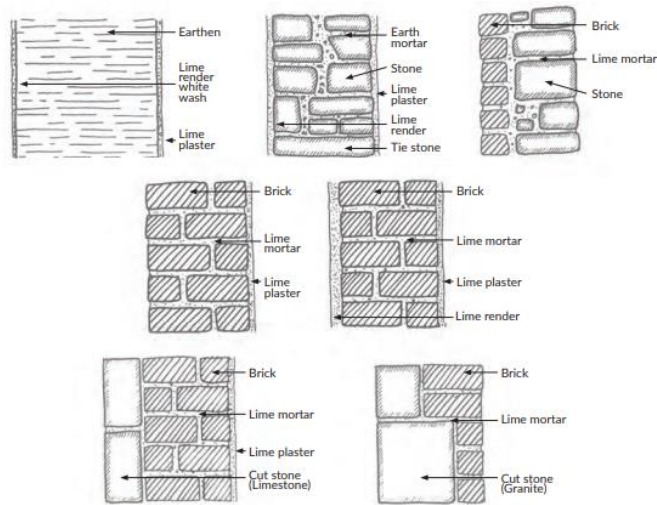 Earthen
Lime
render
white
wash
Lime
plaster
Earth
mortar
Stone
Lime
plaster
Lime
render
Tie stone
Brick
Lime mortar
Stone
Brick
Lime
mortar
Lime
plaster
Brick
Lime mortar
Lime plaster
Lime render
Brick
Lime mortar
Lime plaster
Cut stone
(Limestone)
Brick
Lime mortar
Cut stone
(Granite)